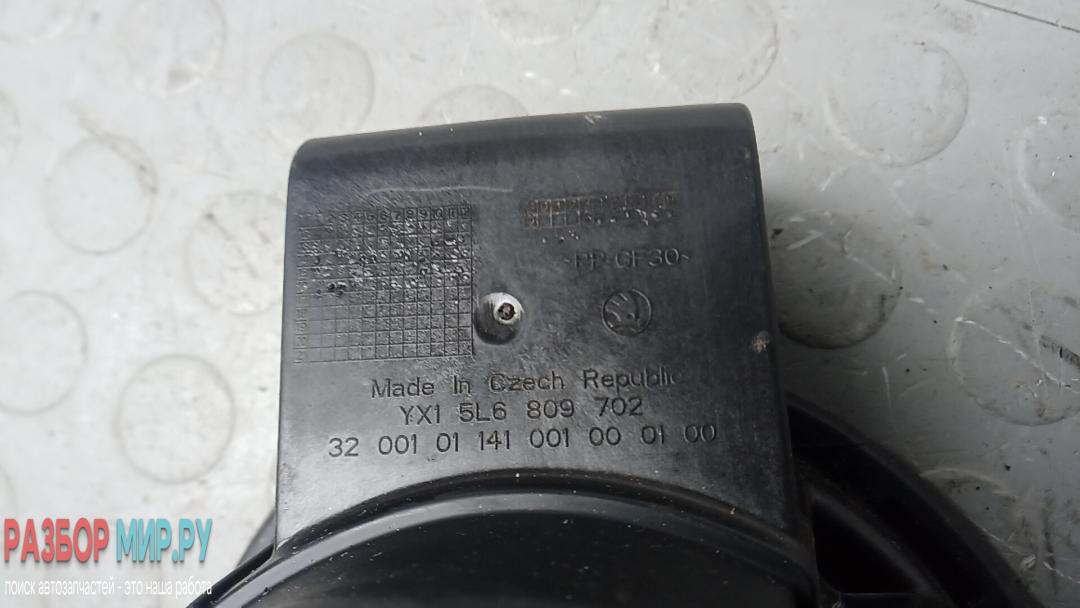 ~PP-GF30~
Made In Czech Republic
YX1 5L6 809 702
32 001 01 141 001 00 01 00
РАЗБОР МИР.РУ
поиск автозапчастей - это наша работа